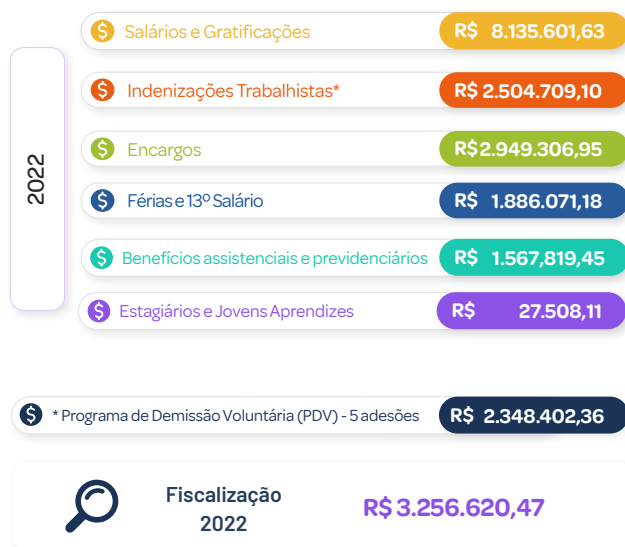 Salários e Gratificações R$ 8.135.601,63
Indenizações Trabalhistas* R$ 2.504.709,10
Encargos R$ 2.949.306,95
2022
Férias e 13º Salário R$ 1.886.071,18
Benefícios assistenciais e previdenciários R$ 1.567,819,45
Estagiários e Jovens Aprendizes R$ 27.508,11
* Programa de Demissão Voluntária (PDV) - 5 adesões R$ 2.348.402,36
Fiscalização
2022
R$ 3.256.620,47